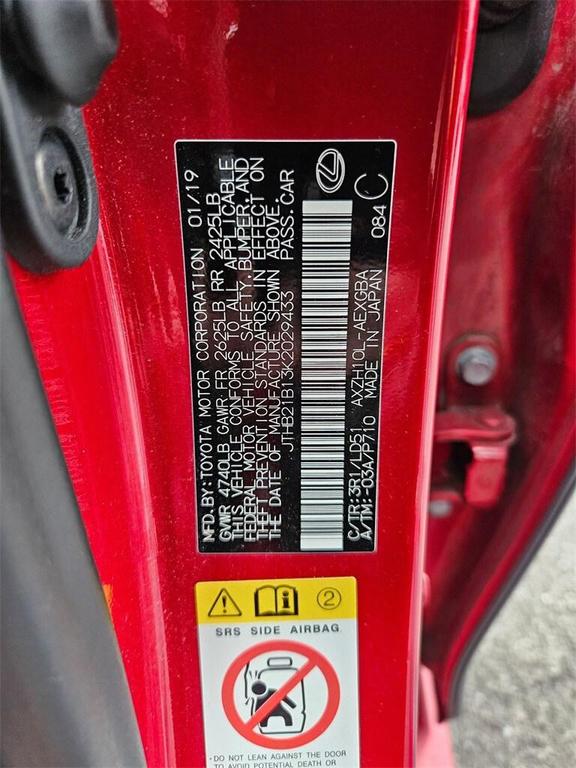 MFD. BY: TOYOTA MOTOR CORPORATION 01/19
GVWR 4740LB GAWR FR 2625LB RR 2425LB
THIS VEHICLE CONFORMS TO ALL APPLICABLE
FEDERAL MOTOR VEHICLE SAFETY, BUMPER, AND
THEFT PREVENTION STANDARDS IN EFFECT ON
THE DATE OF MANUFACTURE SHOWN ABOVE.
JTHB21B13K2029433 PASS. CAR
C/TR:3R1/LD51 AXZH10L-AEXGBA
A/TM:-03A/P710 MADE IN JAPAN 084 C
2
SRS SIDE AIRBAG
• DO NOT LEAN AGAINST THE DOOR
TO AVOID POSSIBLE DEATH OR